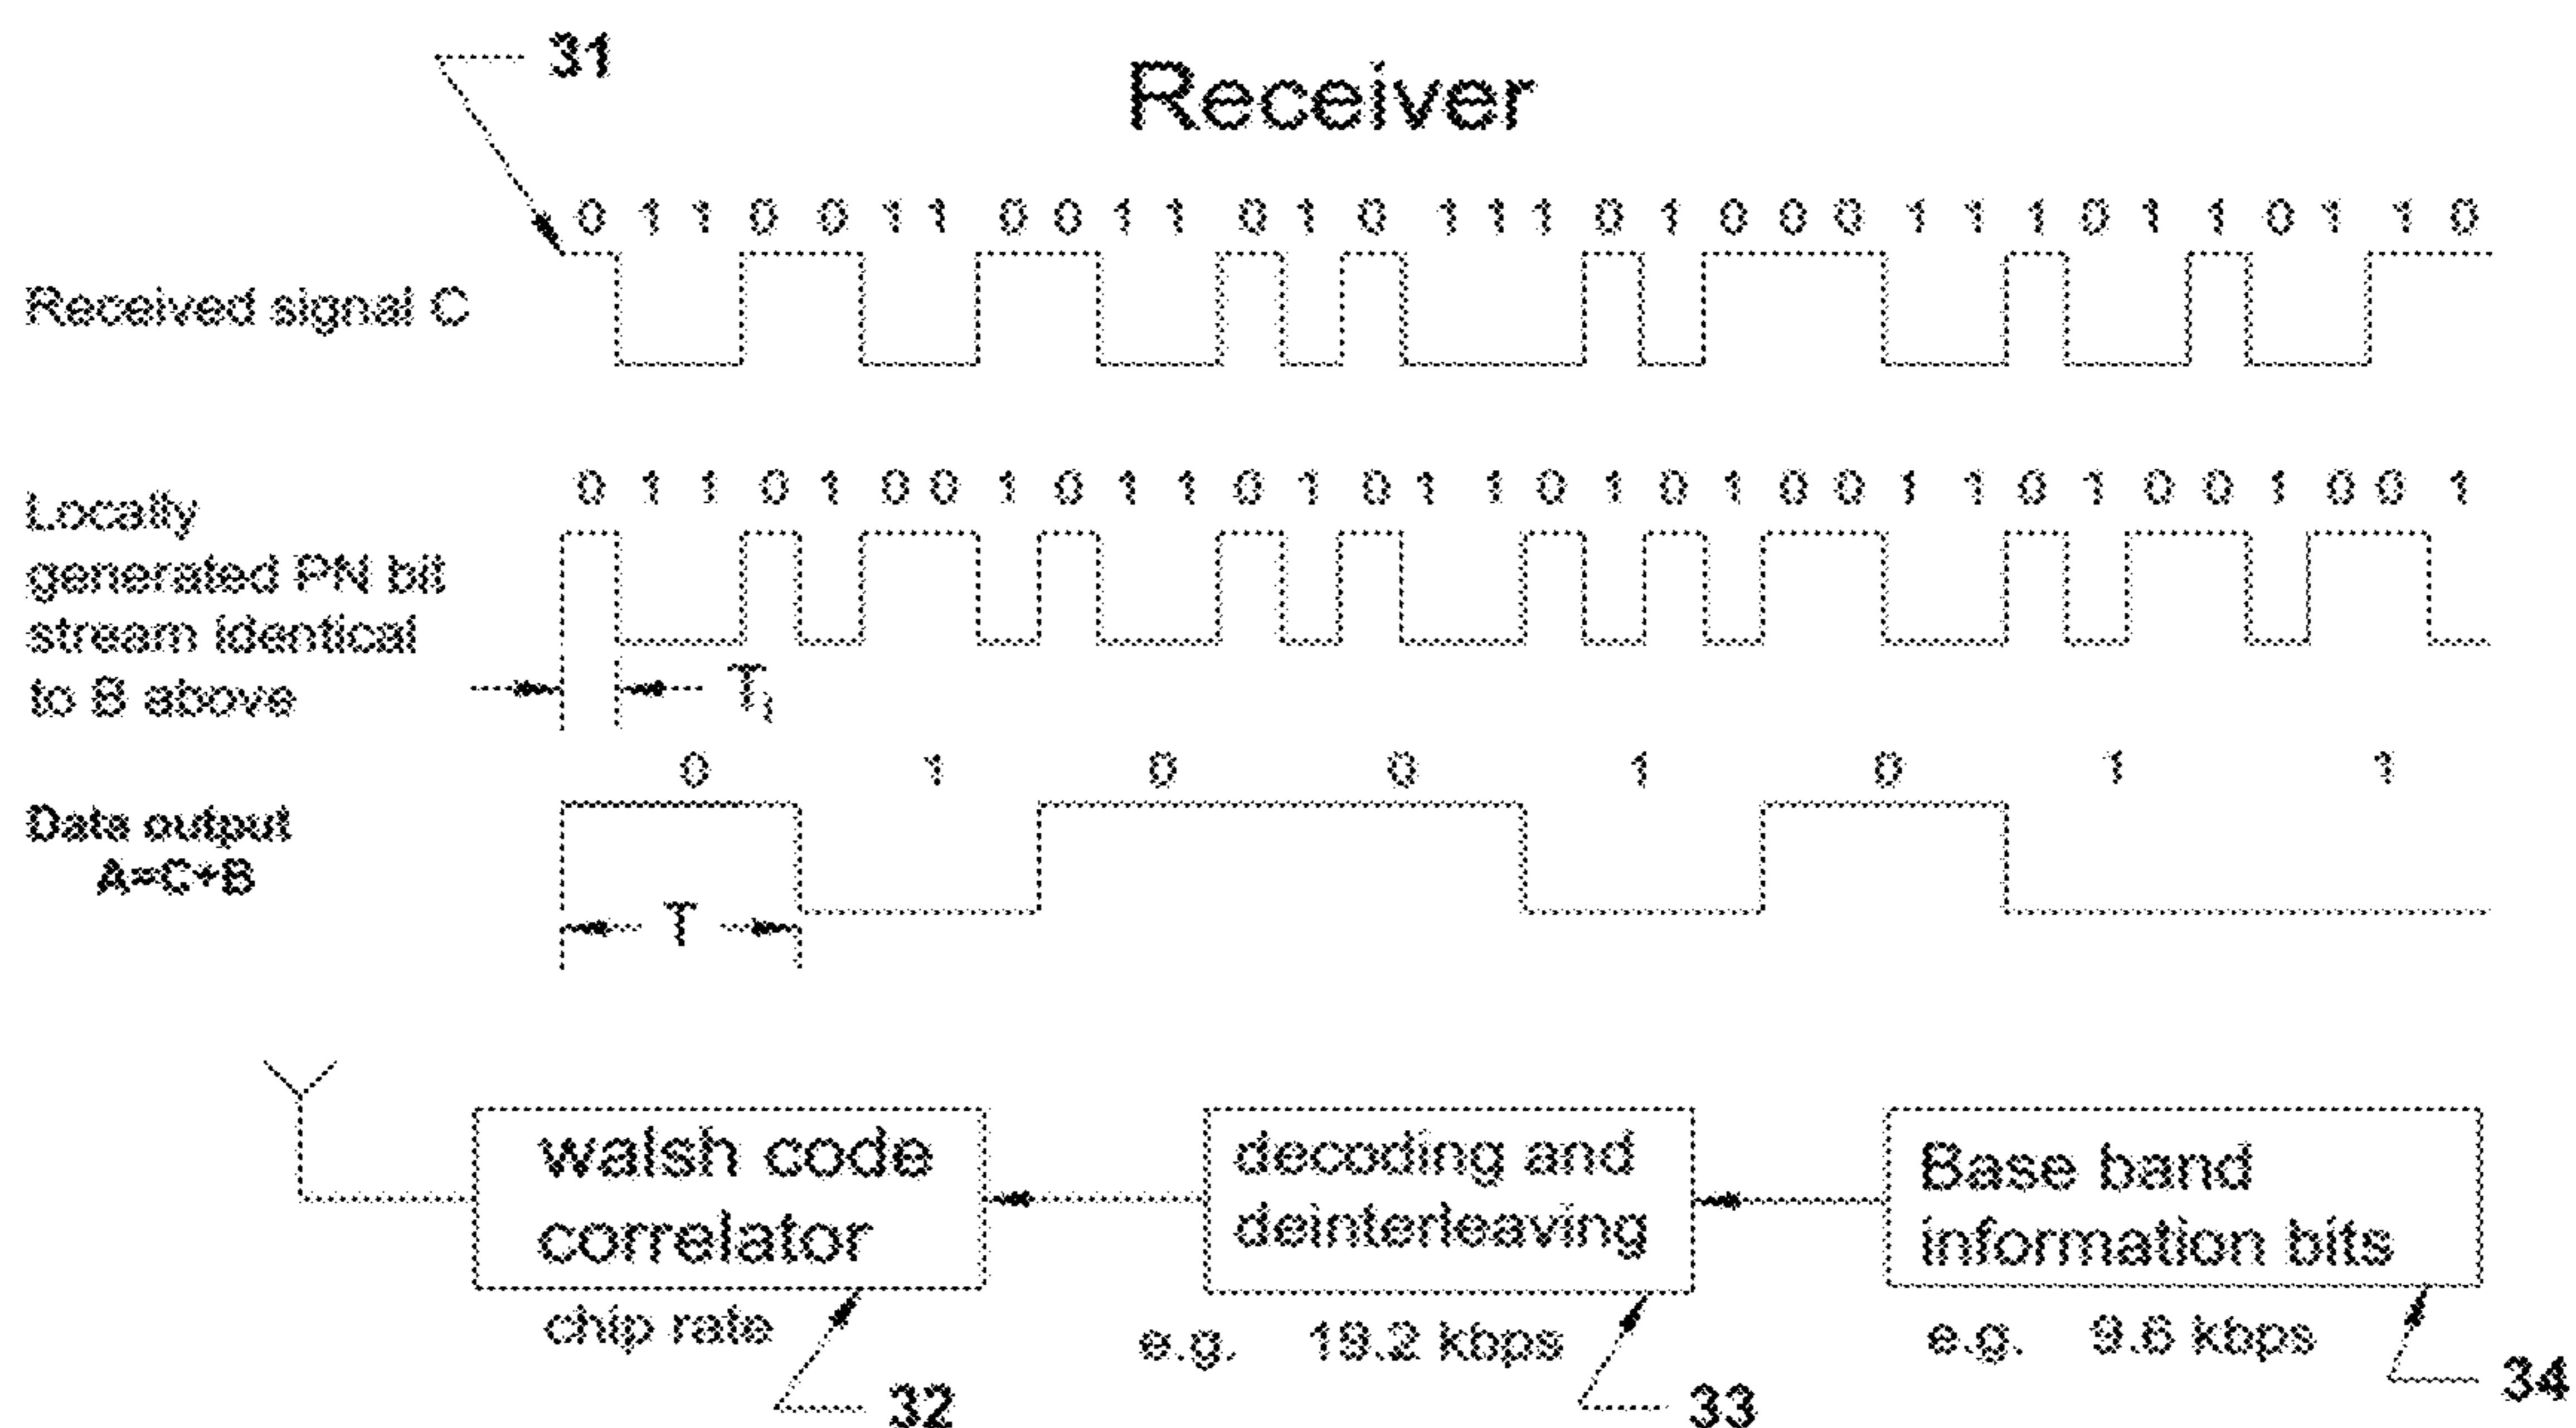 31
Receiver
0 1 1 0 0 1 1 0 0 1 1 0 1 0 1 1 1 0 1 0 0 0 1 1 1 0 1 1 0 1 1 0
Received signal C
0 1 1 0 1 0 0 1 0 1 1 0 1 0 1 1 0 1 0 1 0 0 1 1 0 1 0 0 1 0 0 1
Locally
generated PN bit
stream identical
to B above
T₁
0 1 0 0 1 0 1 1
Data output
A=C+B
T
walsh code
correlator
decoding and
deinterleaving
Base band
information bits
chip rate
e.g. 19.2 kbps
e.g. 9.6 kbps
32
33
34